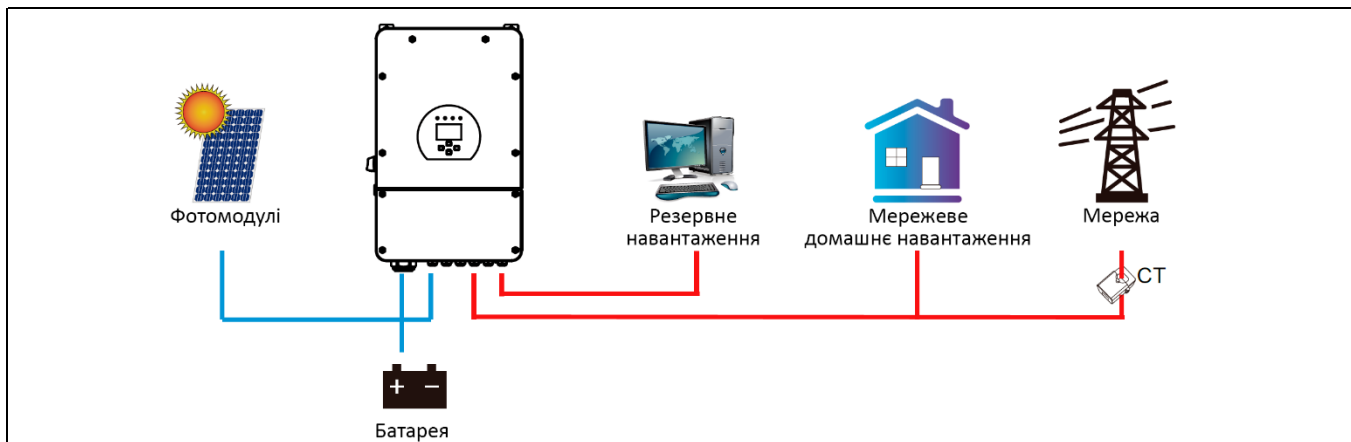 Фотомодулі
Резервне
навантаження
Мережеве
домашнє навантаження
Мережа
CT
Батарея